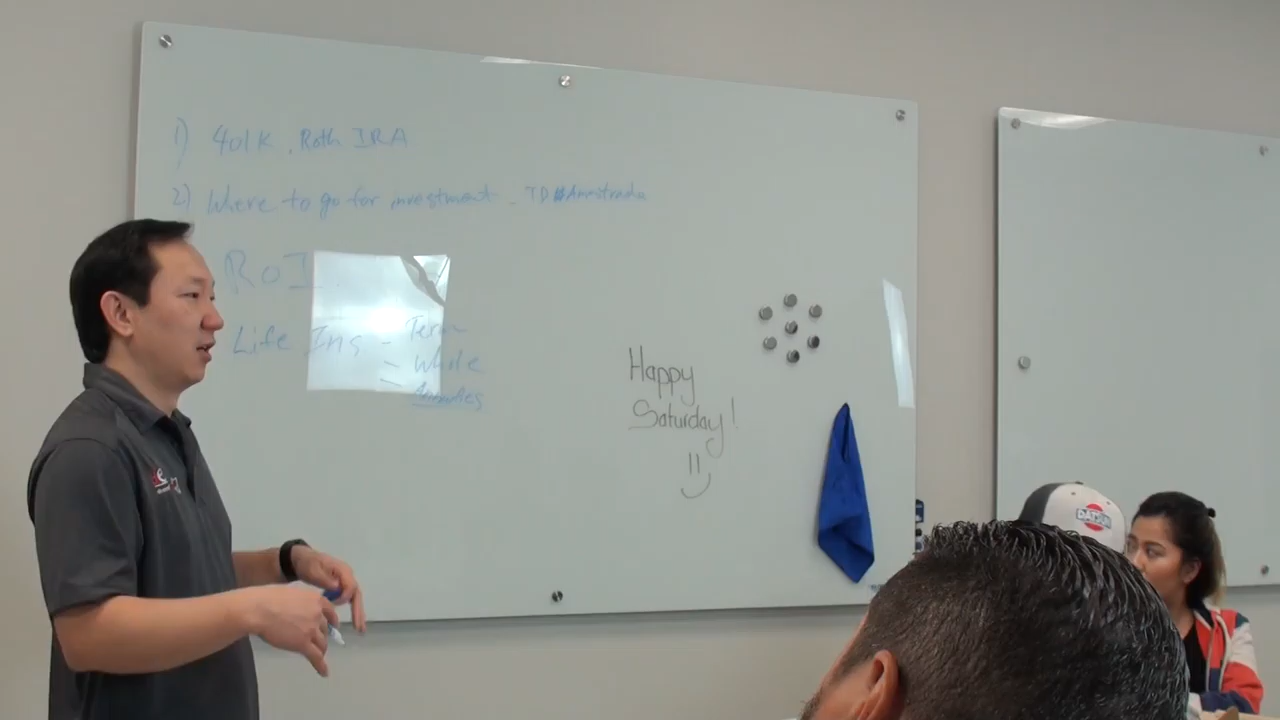 1) 401K, Roth IRA
2) Where to go for investment - TD Ameritrade
RoI
Life Ins - Term
- Whole
Happy
Saturday!
DATSUN